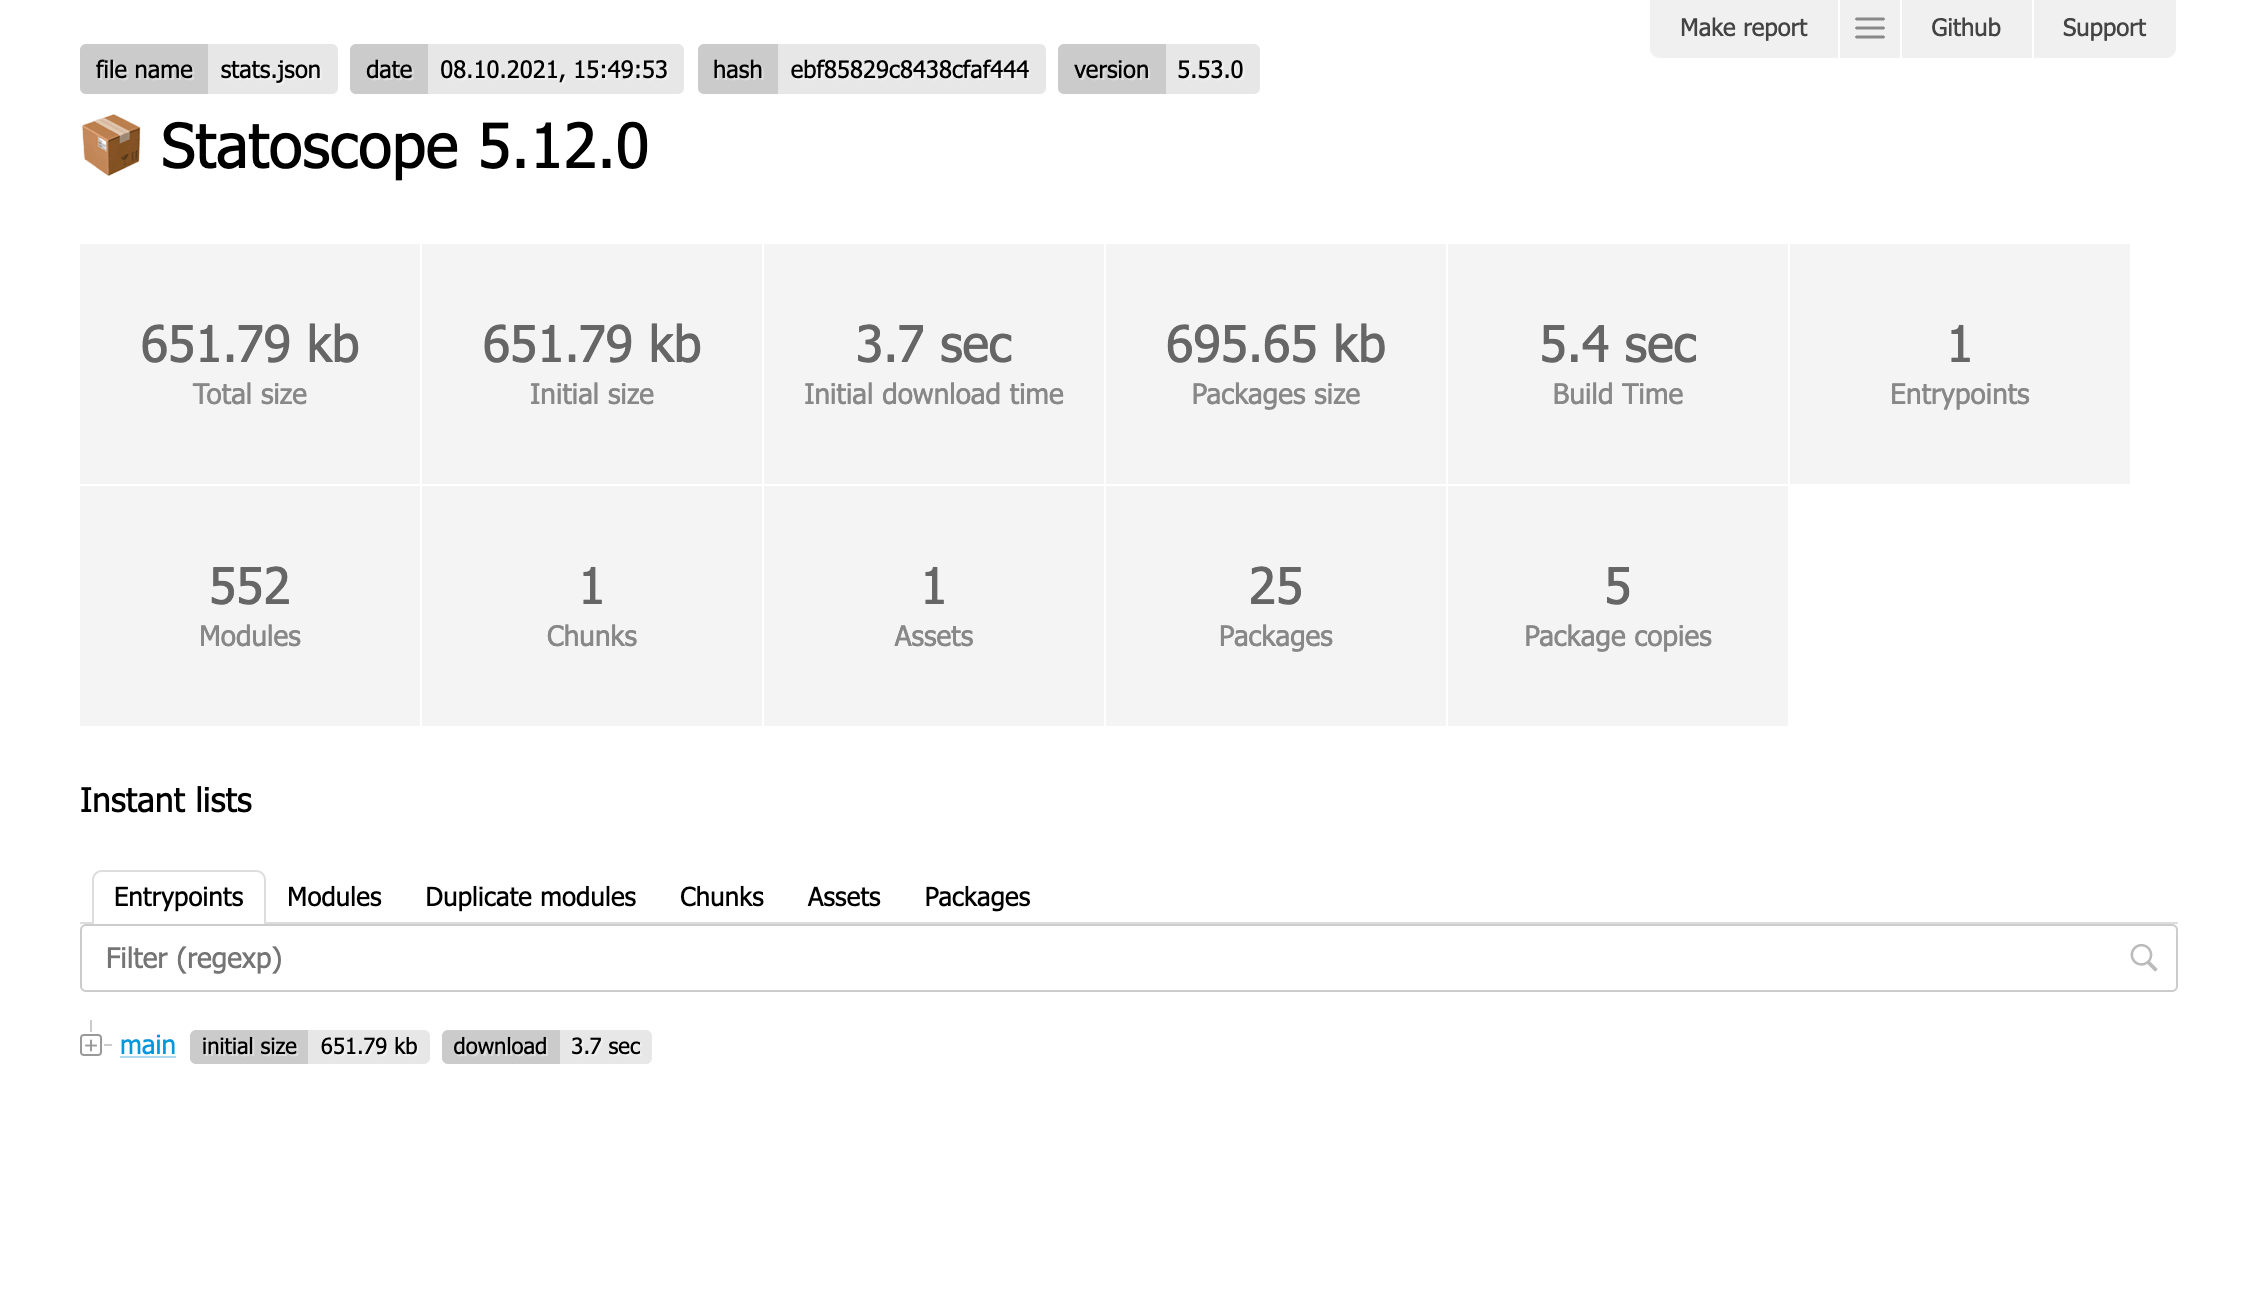 Make report Github Support
file name stats.json date 08.10.2021, 15:49:53 hash ebf85829c8438cfaf444 version 5.53.0
Statoscope 5.12.0
651.79 kb 651.79 kb 3.7 sec 695.65 kb 5.4 sec 1
Total size Initial size Initial download time Packages size Build Time Entrypoints
552 1 1 25 5
Modules Chunks Assets Packages Package copies
Instant lists
Entrypoints Modules Duplicate modules Chunks Assets Packages
Filter (regexp)
main initial size 651.79 kb download 3.7 sec